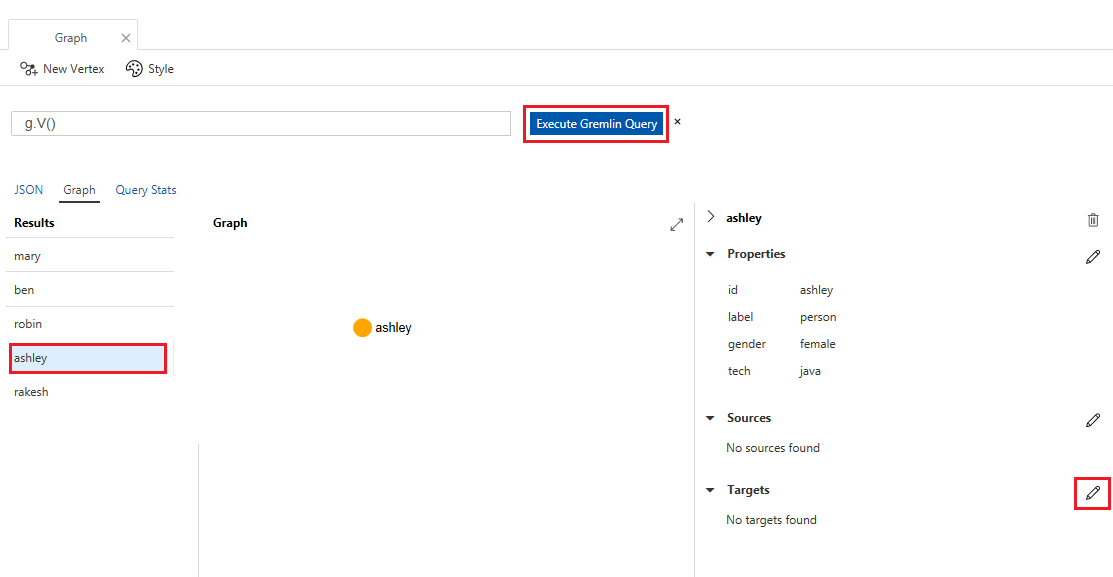 Graph
New Vertex Style
g.V()
Execute Gremlin Query
JSON Graph Query Stats
Results
mary
ben
robin
ashley
rakesh
Graph
ashley
ashley
Properties
id ashley
label person
gender female
tech java
Sources
No sources found
Targets
No targets found